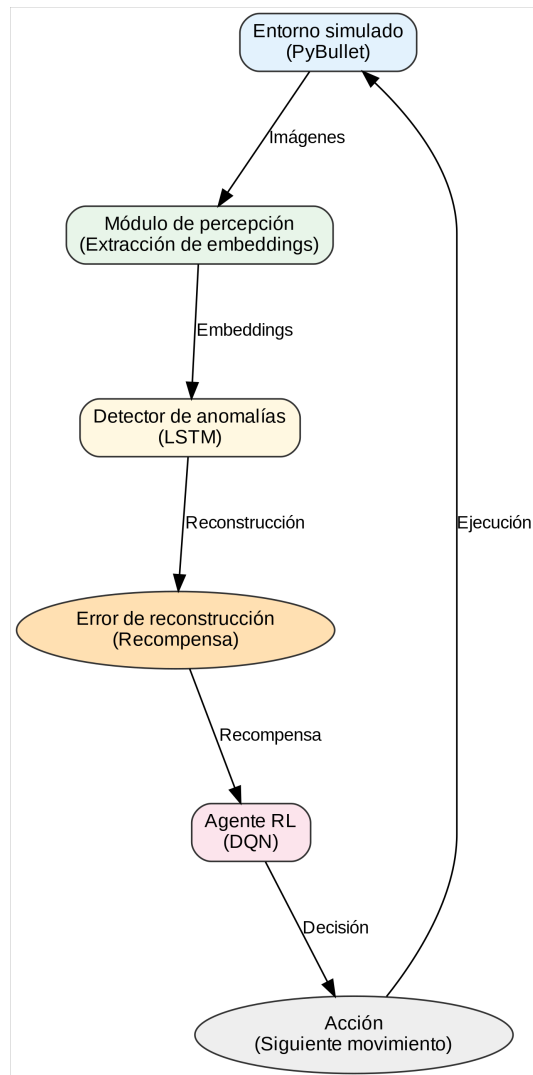 Entorno simulado
(PyBullet)
Imágenes
Módulo de percepción
(Extracción de embeddings)
Embeddings
Detector de anomalías
(LSTM)
Reconstrucción
Ejecución
Error de reconstrucción
(Recompensa)
Recompensa
Agente RL
(DQN)
Decisión
Acción
(Siguiente movimiento)